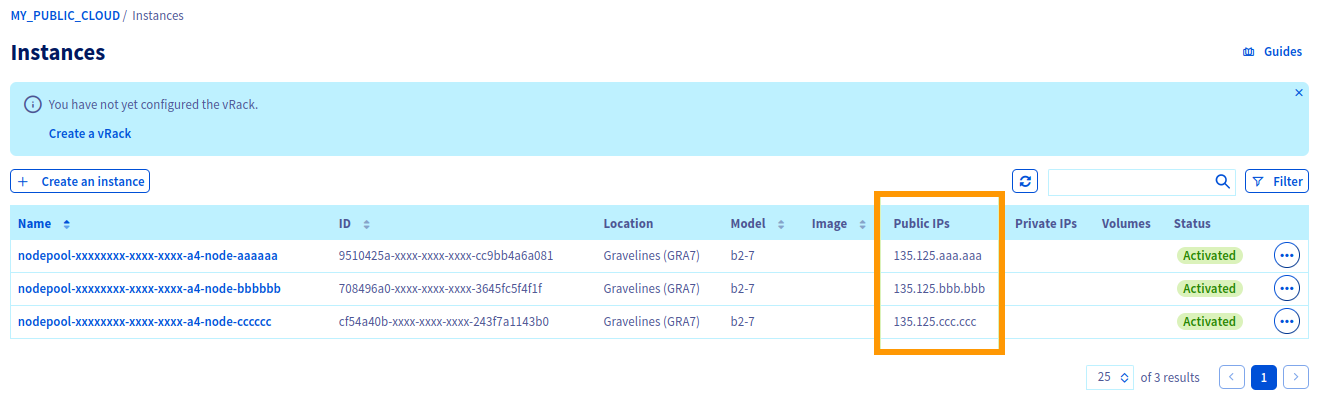 MY_PUBLIC_CLOUD / Instances
Instances
Guides
You have not yet configured the vRack.
Create a vRack
Create an instance
Filter
Name ID Location Model Image Public IPs Private IPs Volumes Status
nodepool-xxxxxxxx-xxxx-xxxx-a4-node-aaaaaa 9510425a-xxxx-xxxx-xxxx-cc9bb4a6a081 Gravelines (GRA7) b2-7 135.125.aaa.aaa Activated
nodepool-xxxxxxxx-xxxx-xxxx-a4-node-bbbbbb 708496a0-xxxx-xxxx-xxxx-3645fc5f4f1f Gravelines (GRA7) b2-7 135.125.bbb.bbb Activated
nodepool-xxxxxxxx-xxxx-xxxx-a4-node-cccccc cf54a40b-xxxx-xxxx-xxxx-243f7a1143b0 Gravelines (GRA7) b2-7 135.125.ccc.ccc Activated
25 of 3 results 1